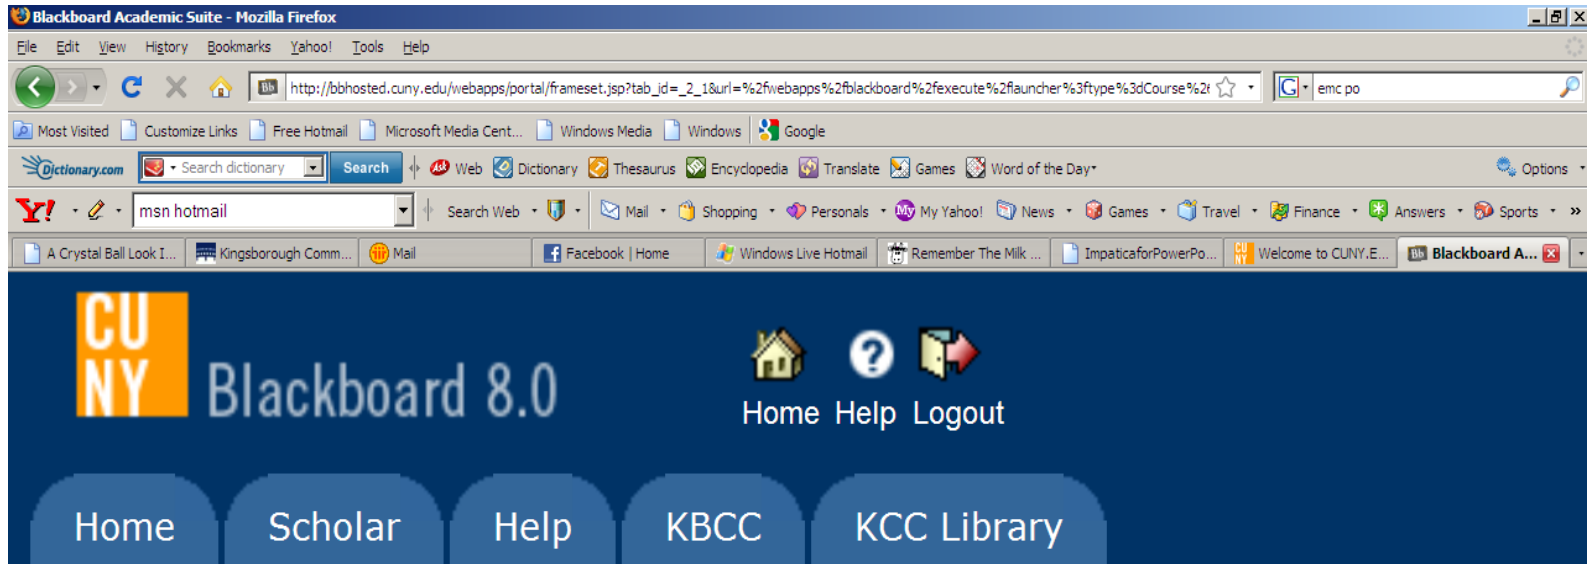 Blackboard Academic Suite - Mozilla Firefox
File Edit View History Bookmarks Yahoo! Tools Help
Bb http://bbhosted.cuny.edu/webapps/portal/frameset.jsp?tab_id=_2_1&url=%2fwebapps%2fblackboard%2fexecute%2flauncher%3ftype%3dCourse%2 G emc po
Most Visited Customize Links Free Hotmail Microsoft Media Cent... Windows Media Windows Google
Dictionary.com Search dictionary Search Ask Web Dictionary Thesaurus Encyclopedia Translate Games Word of the Day Options
Y! msn hotmail Search Web Mail Shopping Personals My My Yahoo! News Games Travel Finance Answers Sports »
A Crystal Ball Look I... Kingsborough Comm... Mail Facebook | Home Windows Live Hotmail Remember The Milk ... ImpaticaforPowerPo... Welcome to CUNY.E... Bb Blackboard A...
CU
NY Blackboard 8.0
Home Help Logout
Home Scholar Help KBCC KCC Library